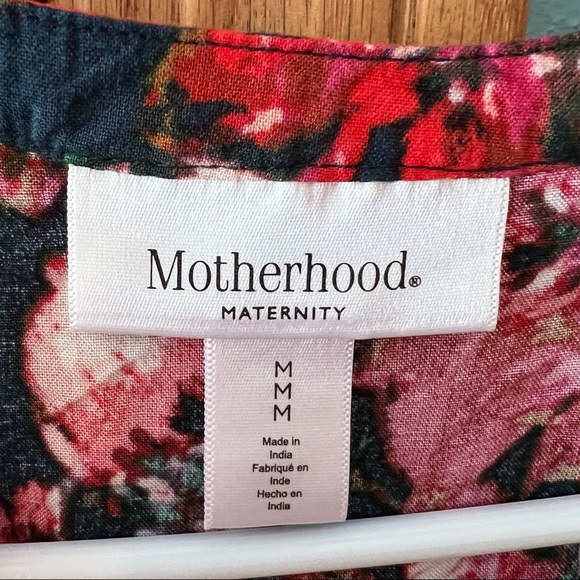 Motherhood®
MATERNITY
M
M
M
Made in
India
Fabriqué en
Inde
Hecho en
India